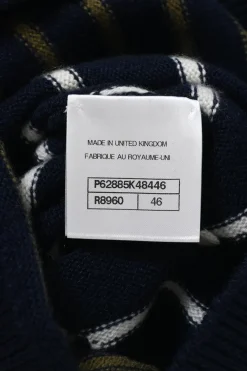 MADE IN UNITED KINGDOM
FABRIQUE AU ROYAUME-UNI
P62885K48446
R8960 46